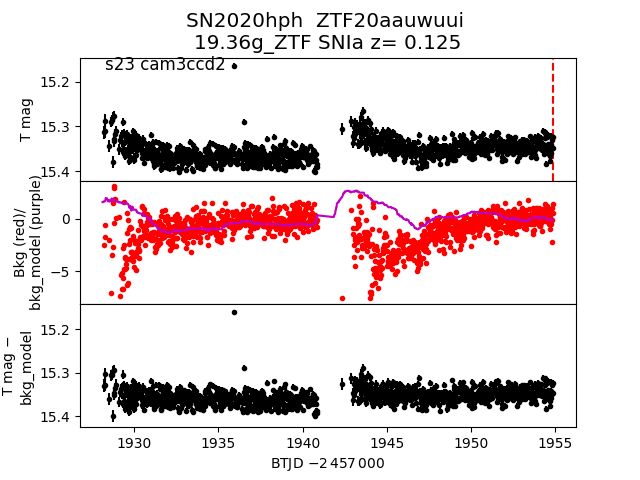 SN2020hph  ZTF20aauwuui
19.36g_ZTF SNIa z= 0.125
s23 cam3ccd2
T mag
15.2
15.3
15.4
Bkg (red)/
bkg_model (purple)
0
−5
T mag −
bkg_model
15.2
15.3
15.4
1930
1935
1940
1945
1950
1955
BTJD −2 457 000